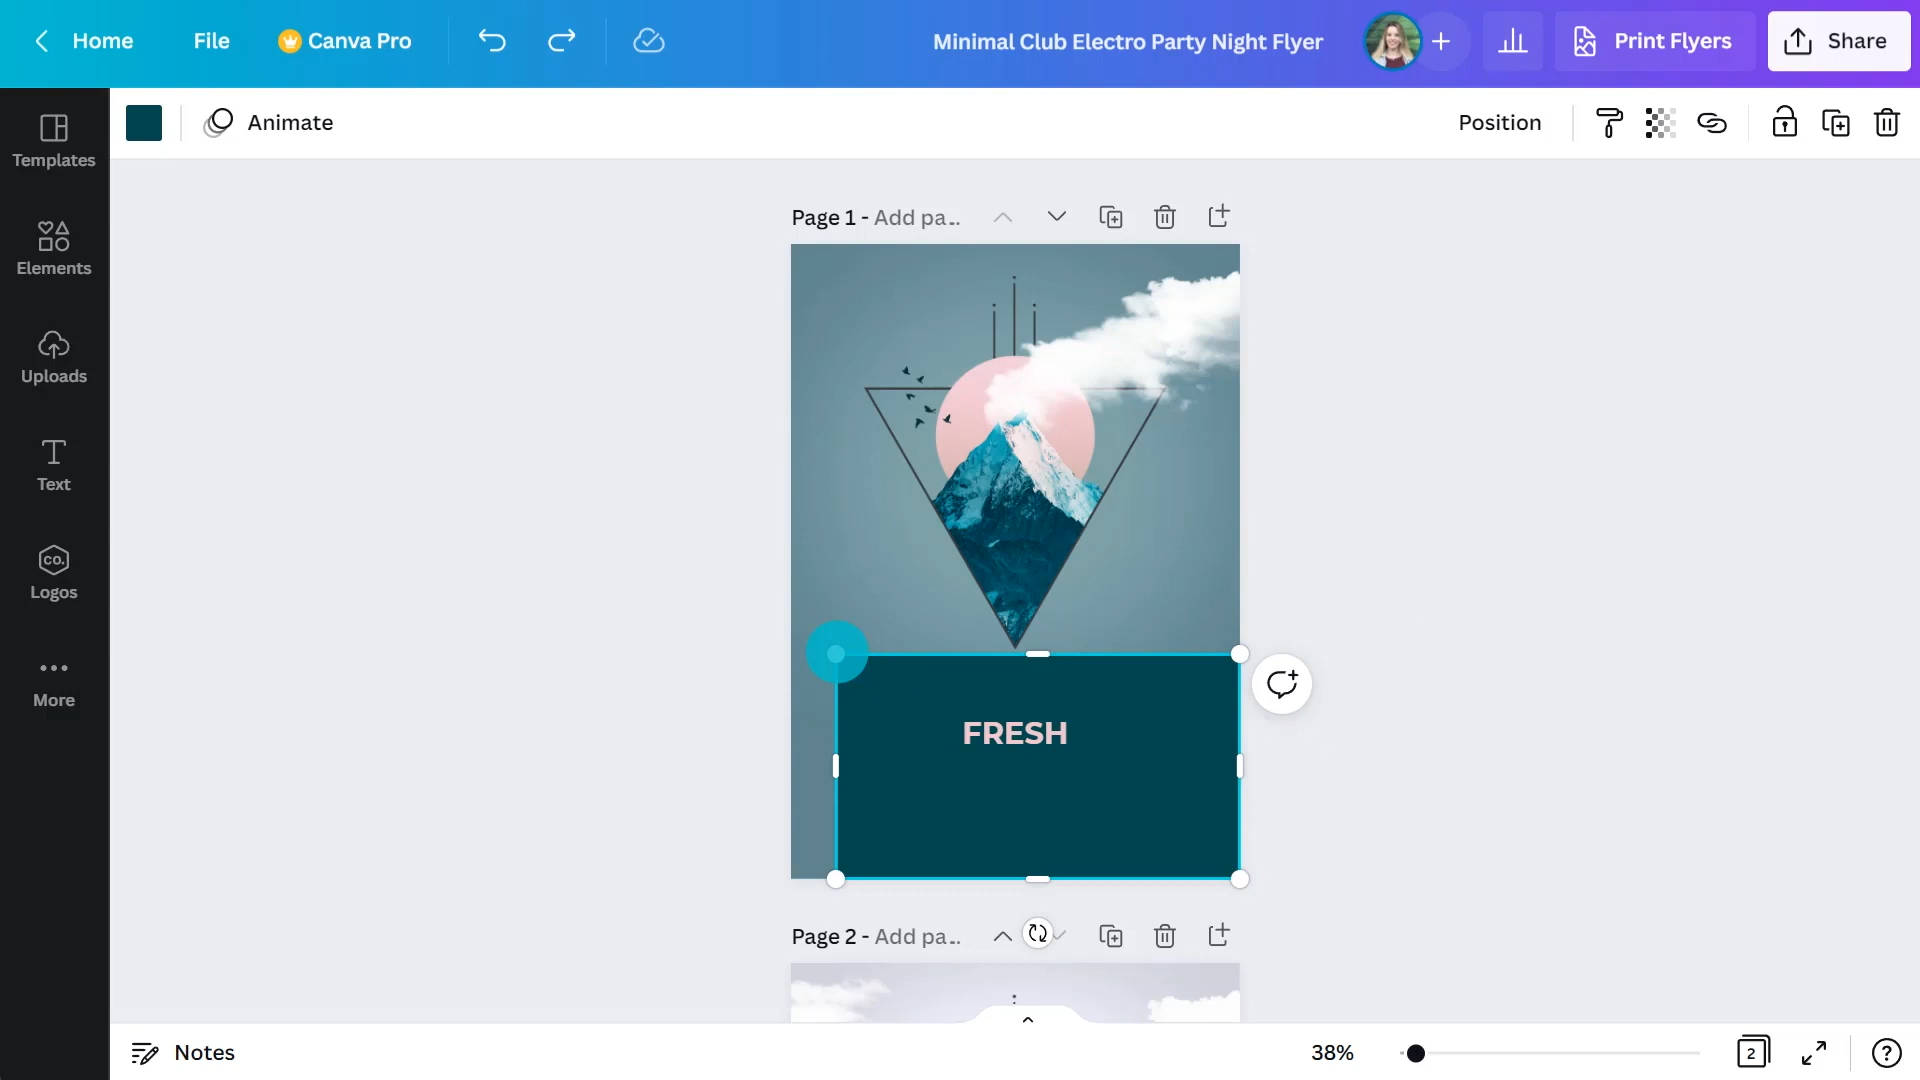 Home
File
Canva Pro
Minimal Club Electro Party Night Flyer
Print Flyers
Share
Animate
Position
Templates
Elements
Uploads
Text
CO.
Logos
More
Page 1 - Add pa...
FRESH
Page 2 - Add pa...
Notes
38%
2
?